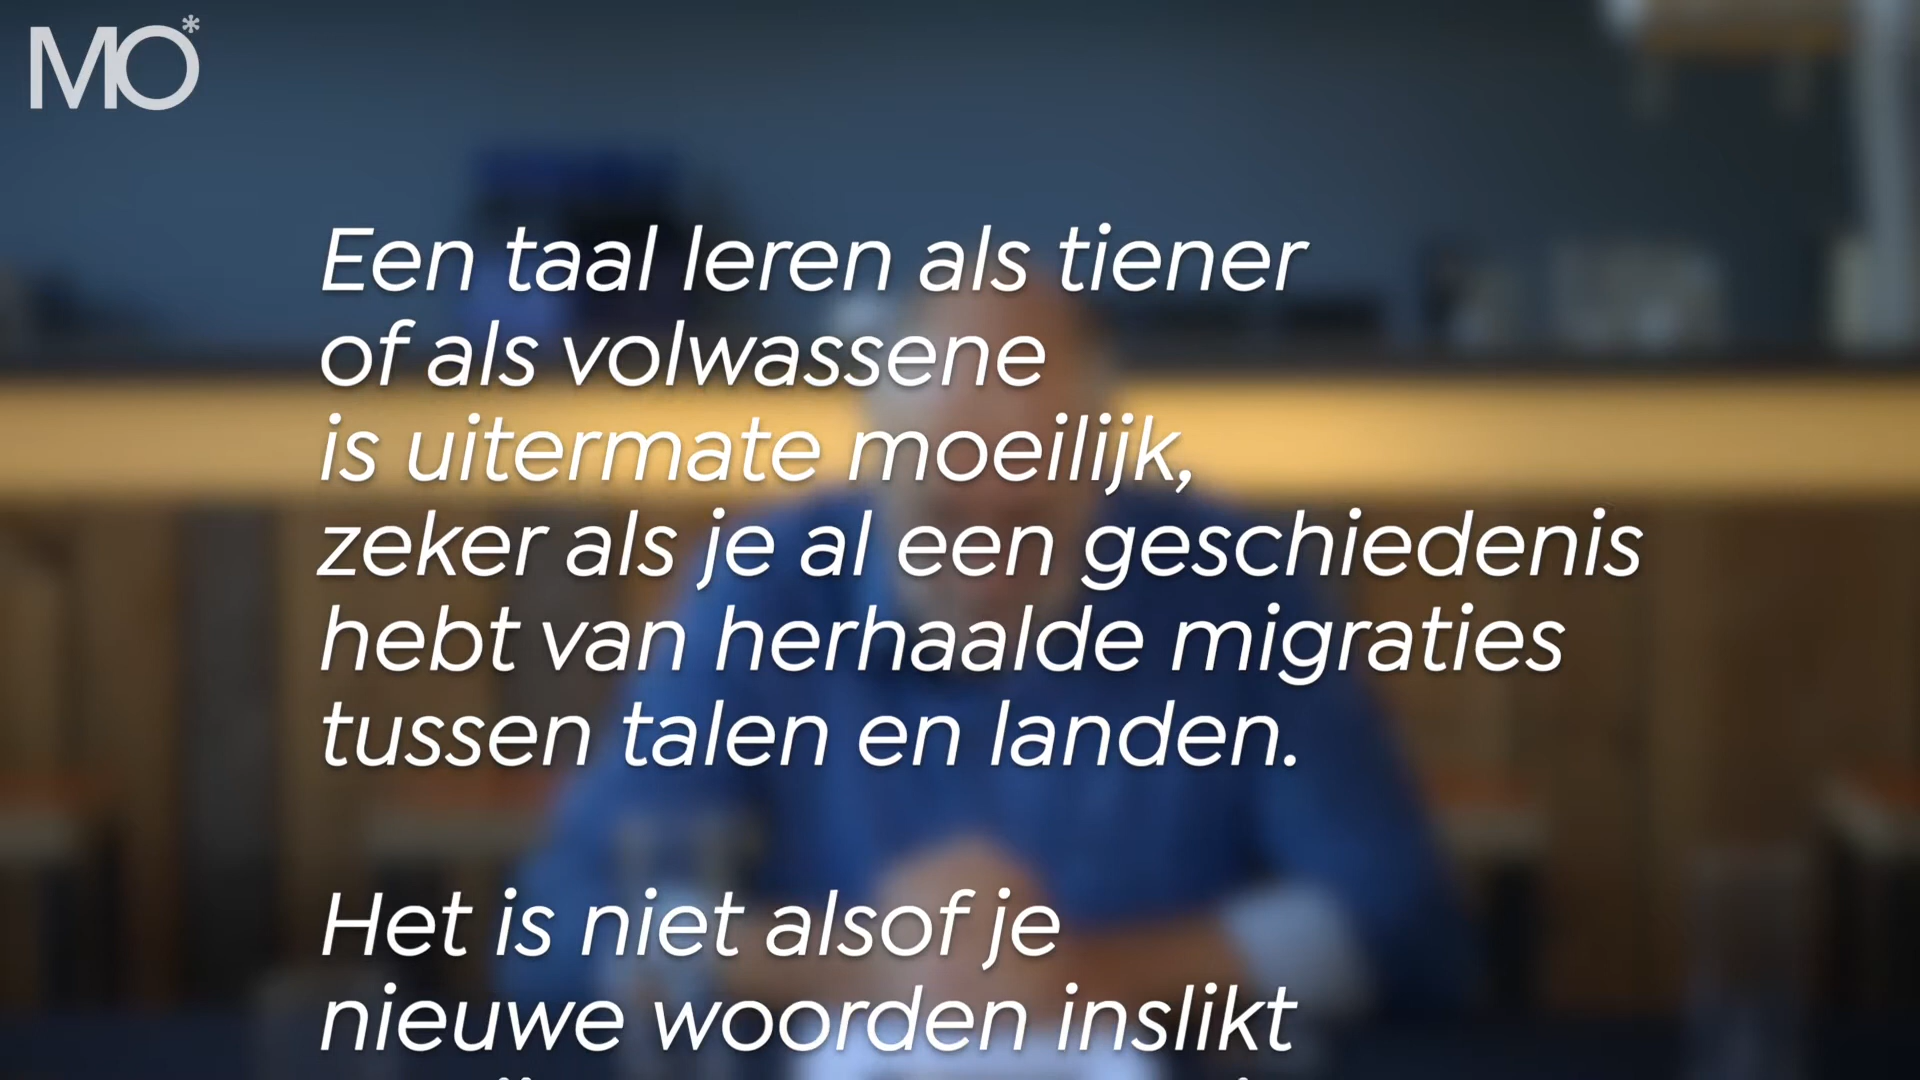 MO*
Een taal leren als tiener
of als volwassene
is uitermate moeilijk,
zeker als je al een geschiedenis
hebt van herhaalde migraties
tussen talen en landen.
Het is niet alsof je
nieuwe woorden inslikt